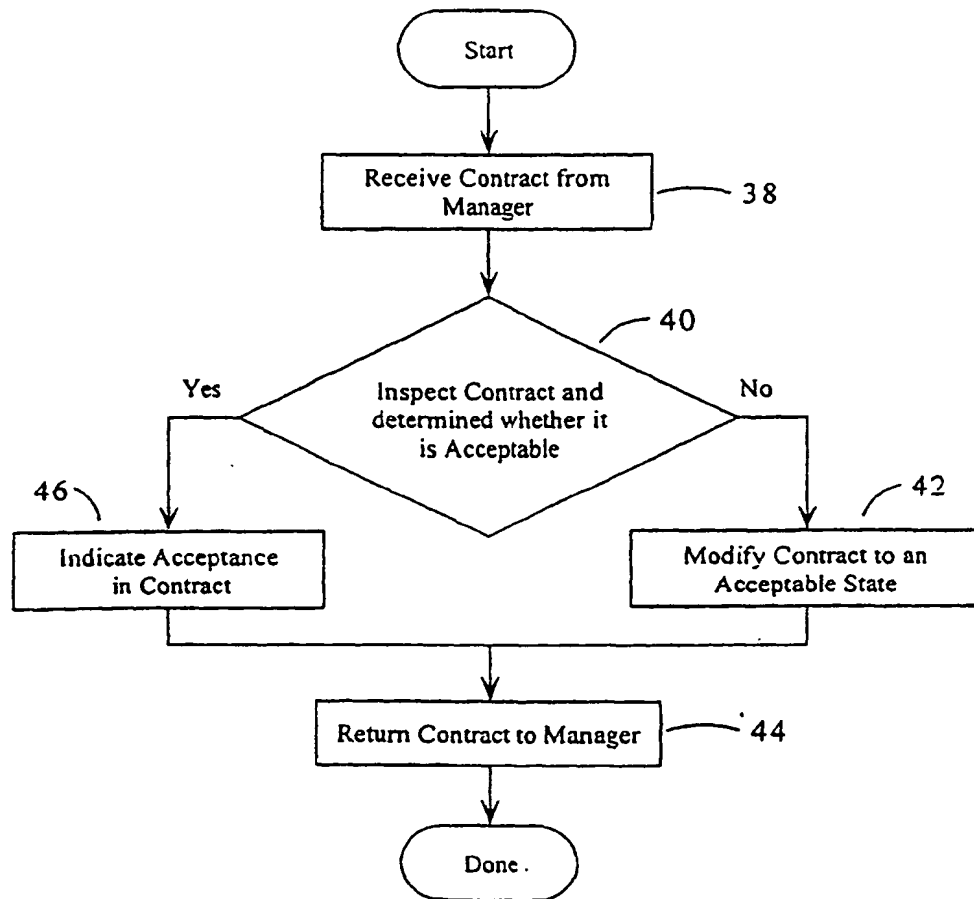 Start
Receive Contract from
Manager
38
40
Yes
Inspect Contract and
determined whether it
is Acceptable
No
46
42
Indicate Acceptance
in Contract
Modify Contract to an
Acceptable State
Return Contract to Manager
44
Done